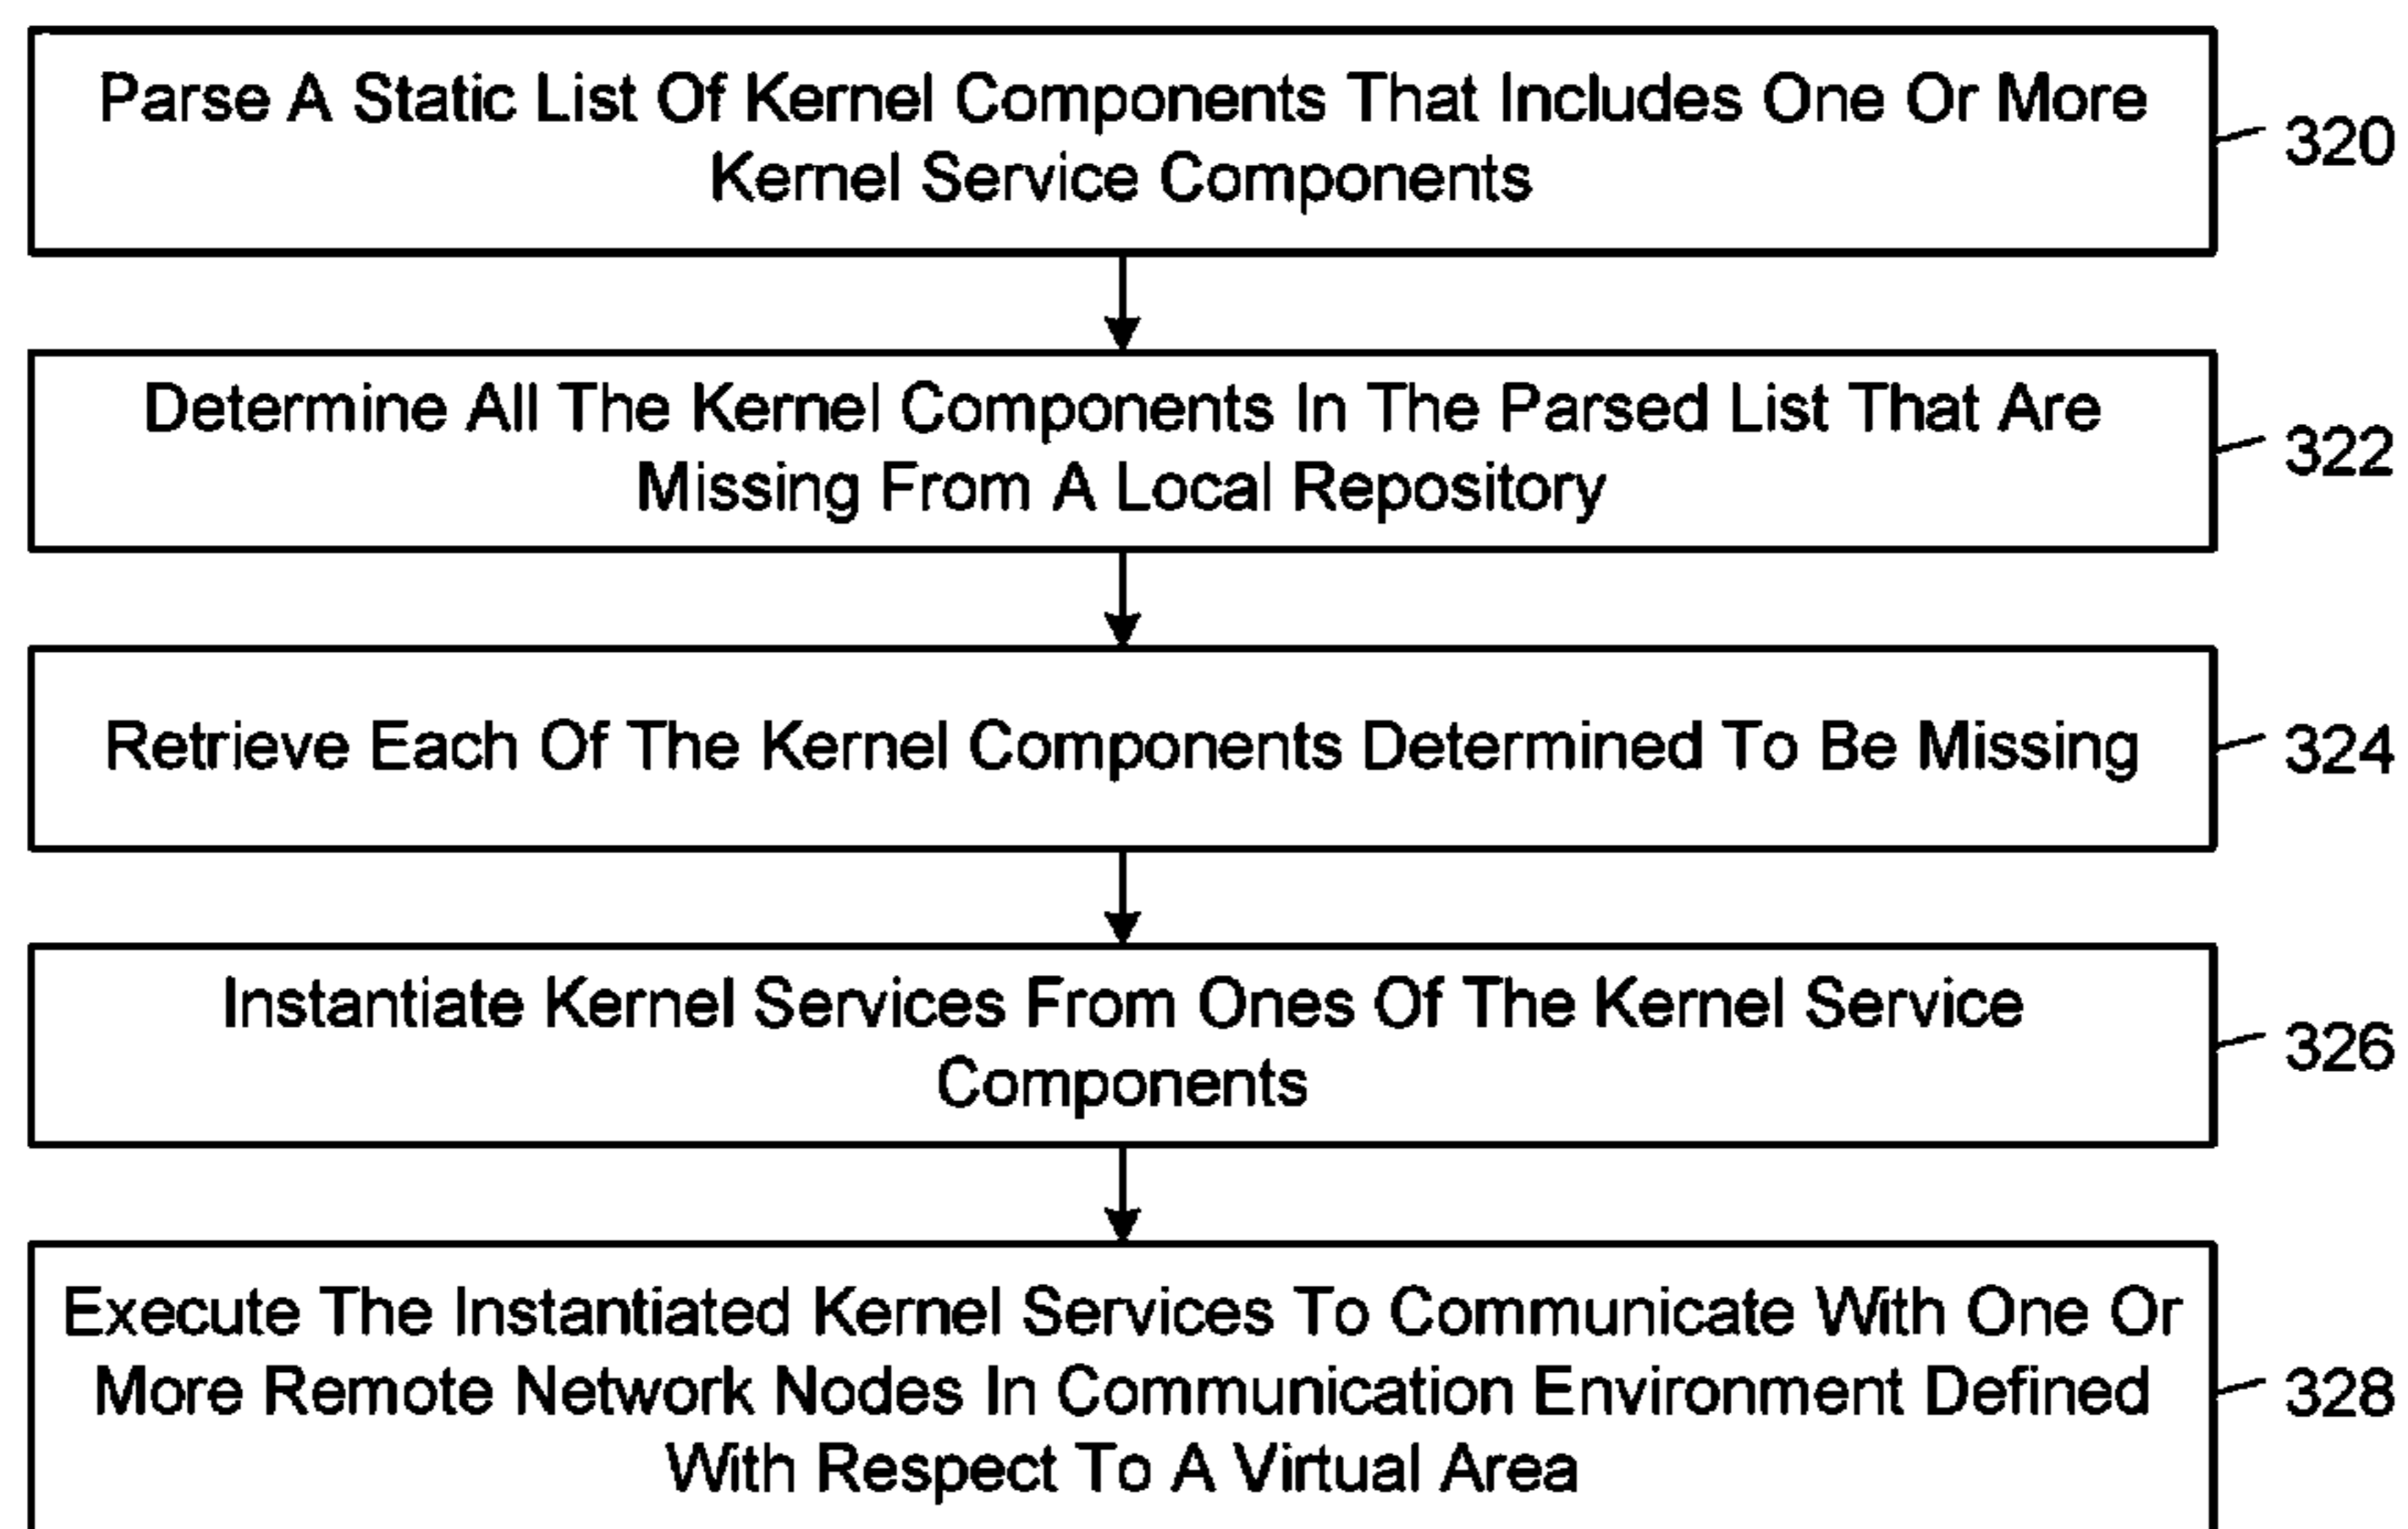 Parse A Static List Of Kernel Components That Includes One Or More
Kernel Service Components
320
Determine All The Kernel Components In The Parsed List That Are
Missing From A Local Repository
322
Retrieve Each Of The Kernel Components Determined To Be Missing
324
Instantiate Kernel Services From Ones Of The Kernel Service
Components
326
Execute The Instantiated Kernel Services To Communicate With One Or
More Remote Network Nodes In Communication Environment Defined
With Respect To A Virtual Area
328